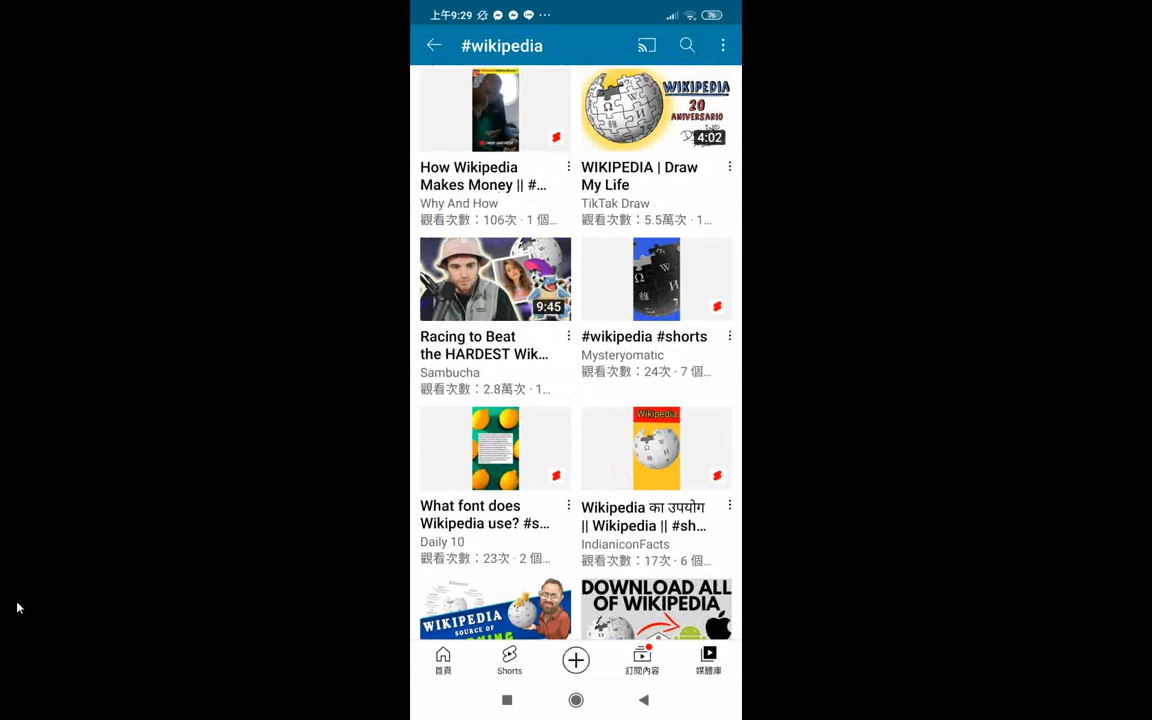 上午9:29
76
#wikipedia
WIKIPEDIA
20
ANIVERSARIO
4:02
How Wikipedia
Makes Money || #...
Why And How
觀看次數：106次 · 1 個...
WIKIPEDIA | Draw
My Life
TikTak Draw
觀看次數：5.5萬次 · 1...
9:45
Racing to Beat
the HARDEST Wik...
Sambucha
觀看次數：2.8萬次 · 1...
#wikipedia #shorts
Mysteryomatic
觀看次數：24次 · 7 個...
Wikipedia
What font does
Wikipedia use? #s...
Daily 10
觀看次數：23次 · 2 個...
Wikipedia का उपयोग
|| Wikipedia || #sh...
IndianiconFacts
觀看次數：17次 · 6 個...
WIKIPEDIA
SOURCE OF
DOWNLOAD ALL
OF WIKIPEDIA
首頁
Shorts
訂閱內容
媒體庫